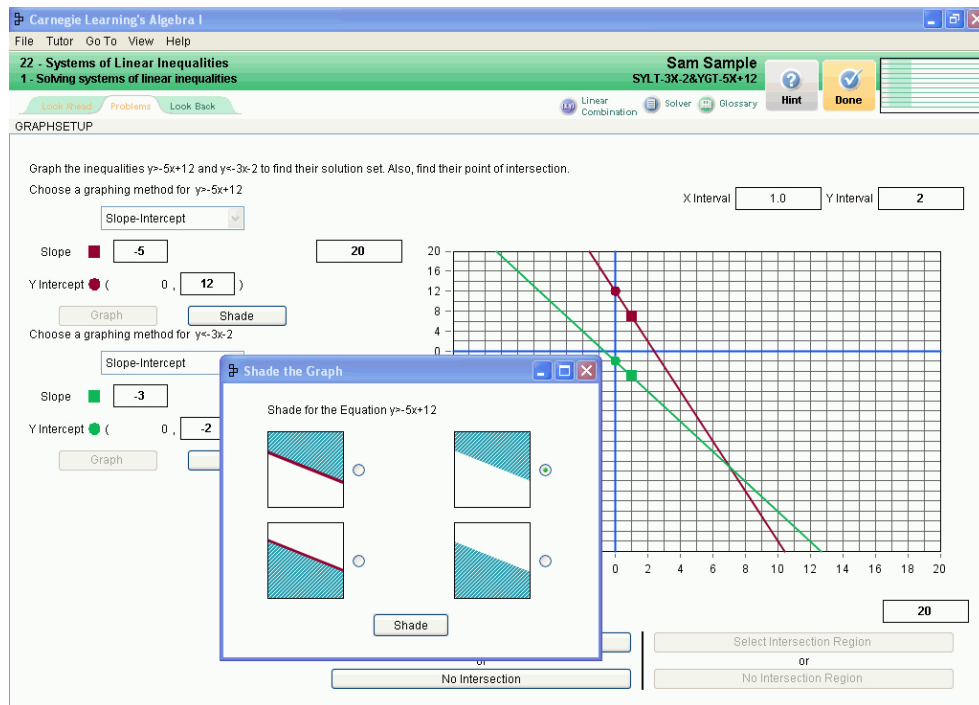 Carnegie Learning's Algebra I
File Tutor Go To View Help
22 - Systems of Linear Inequalities
1 - Solving systems of linear inequalities
Sam Sample
SYLT-3X-2&YGT-5X+12
Hint
Done
Look Ahead Problems Look Back
Linear Combination
Solver
Glossary
GRAPHSETUP
Graph the inequalities y>-5x+12 and y<-3x-2 to find their solution set. Also, find their point of intersection.
Choose a graphing method for y>-5x+12
X Interval 1.0 Y Interval 2
Slope-Intercept
Slope -5 20
Y Intercept ( 0 , 12 )
Graph Shade
Choose a graphing method for y<-3x-2
Slope-Intercept
Slope -3
Y Intercept ( 0 , -2
Graph
20
16
12
8
4
0
Shade the Graph
Shade for the Equation y>-5x+12
Shade
0 2 4 6 8 10 12 14 16 18 20
20
Select Intersection Region
or or
No Intersection No Intersection Region